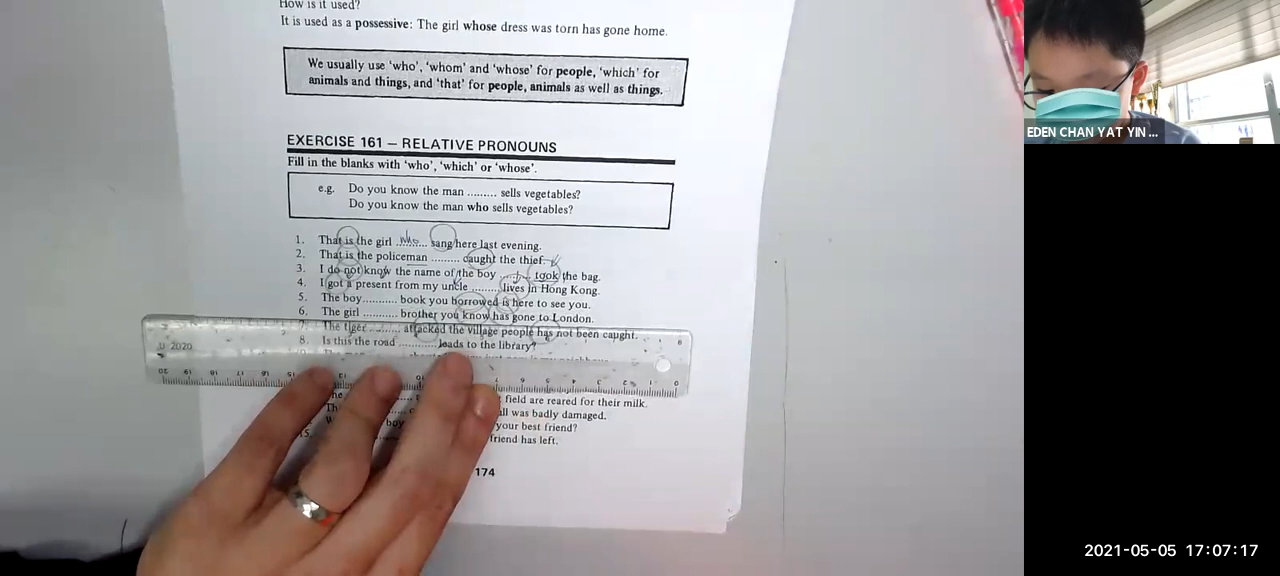 How is it used?
It is used as a possessive: The girl whose dress was torn has gone home.
We usually use 'who', 'whom' and 'whose' for people, 'which' for
animals and things, and 'that' for people, animals as well as things.
EXERCISE 161 – RELATIVE PRONOUNS
Fill in the blanks with 'who', 'which' or 'whose'.
e.g. Do you know the man ......... sells vegetables?
Do you know the man who sells vegetables?
1. That is the girl who sang here last evening.
2. That is the policeman ......... caught the thief.
3. I do not know the name of the boy ......... took the bag.
4. I got a present from my uncle ......... lives in Hong Kong.
5. The boy ........... book you borrowed is here to see you.
6. The girl ........... brother you know has gone to London.
7. The tiger ......... attacked the village people has not been caught.
8. Is this the road ............ leads to the library?
2020
field are reared for their milk.
was badly damaged.
boy your best friend?
15. friend has left.
174
EDEN CHAN YAT YIN ...
2021-05-05 17:07:17